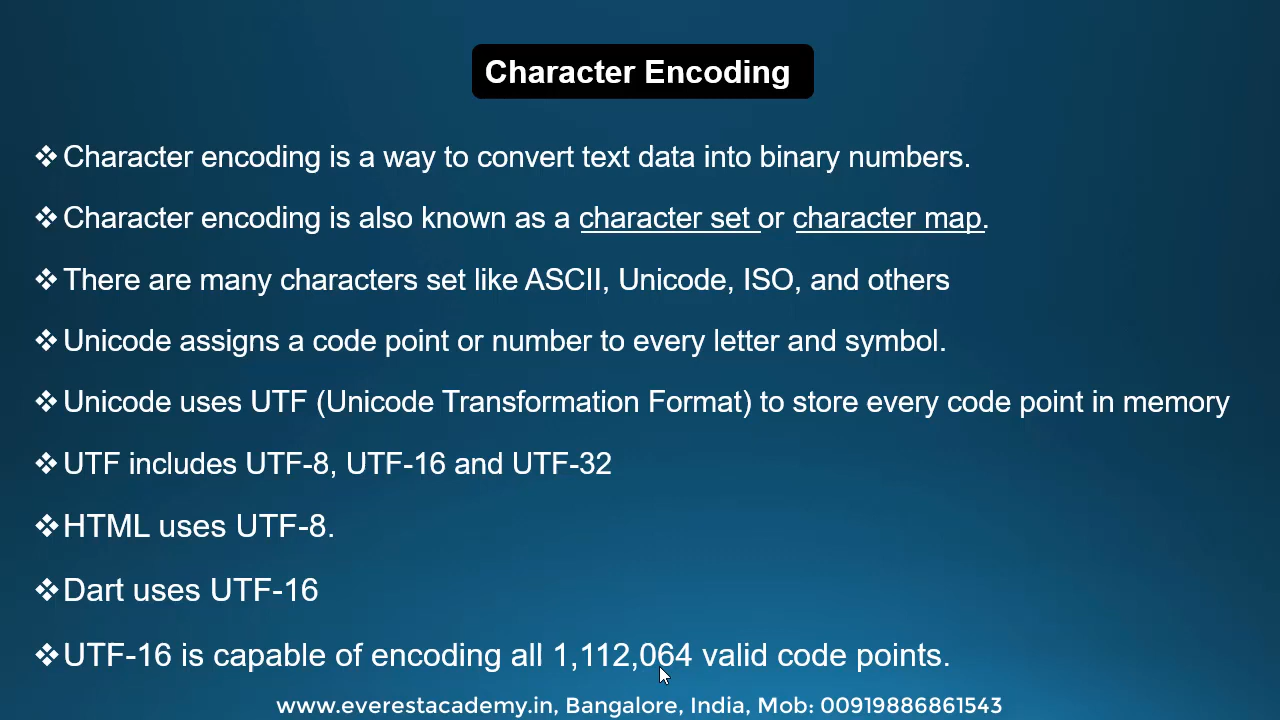 Character Encoding
❖Character encoding is a way to convert text data into binary numbers.
❖Character encoding is also known as a character set or character map.
❖There are many characters set like ASCII, Unicode, ISO, and others
❖Unicode assigns a code point or number to every letter and symbol.
❖Unicode uses UTF (Unicode Transformation Format) to store every code point in memory
❖UTF includes UTF-8, UTF-16 and UTF-32
❖HTML uses UTF-8.
❖Dart uses UTF-16
❖UTF-16 is capable of encoding all 1,112,064 valid code points.
www.everestacademy.in, Bangalore, India, Mob: 00919886861543